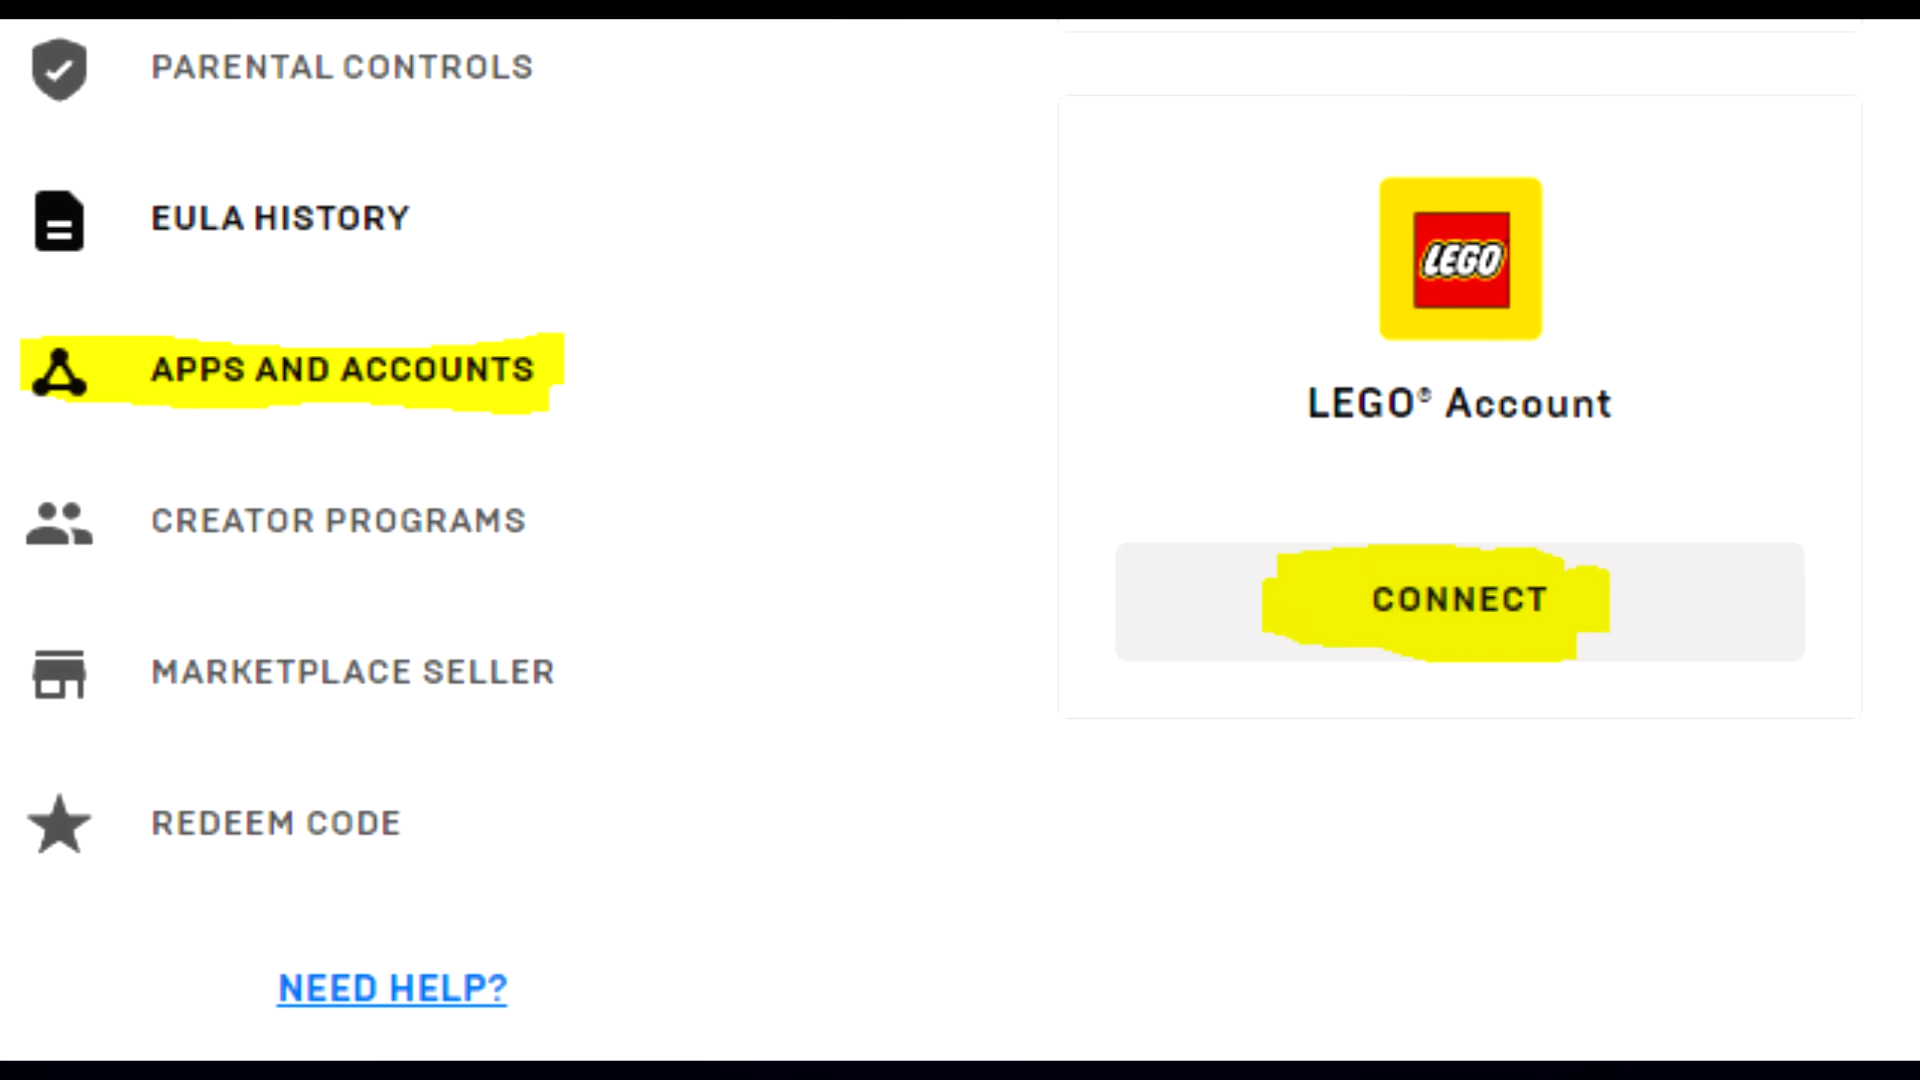 PARENTAL CONTROLS
EULA HISTORY
APPS AND ACCOUNTS
CREATOR PROGRAMS
MARKETPLACE SELLER
REDEEM CODE
NEED HELP?
LEGO
LEGO® Account
CONNECT